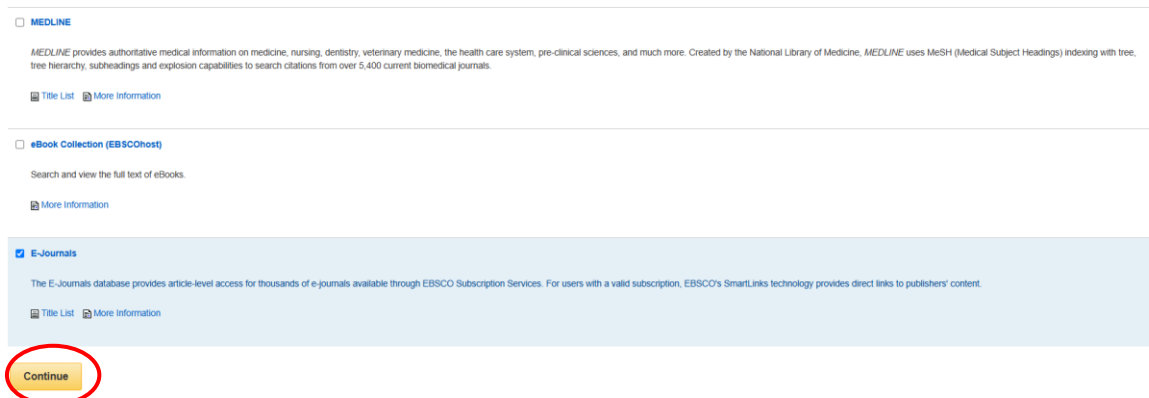 MEDLINE
MEDLINE provides authoritative medical information on medicine, nursing, dentistry, veterinary medicine, the health care system, pre-clinical sciences, and much more. Created by the National Library of Medicine, MEDLINE uses MeSH (Medical Subject Headings) indexing with tree,
tree hierarchy, subheadings and explosion capabilities to search citations from over 5,400 current biomedical journals.
Title List More Information
eBook Collection (EBSCOhost)
Search and view the full text of eBooks.
More Information
E-Journals
The E-Journals database provides article-level access for thousands of e-journals available through EBSCO Subscription Services. For users with a valid subscription, EBSCO's SmartLinks technology provides direct links to publishers' content.
Title List More Information
Continue